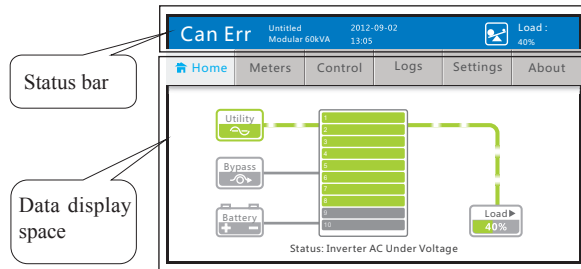 Can Err
Untitled
Modular 60kVA
2012-09-02
13:05
Load :
40%
Status bar
Home Meters Control Logs Settings About
Utility
Bypass
Battery
1
2
3
4
5
6
7
8
9
10
Load
40%
Data display
space
Status: Inverter AC Under Voltage